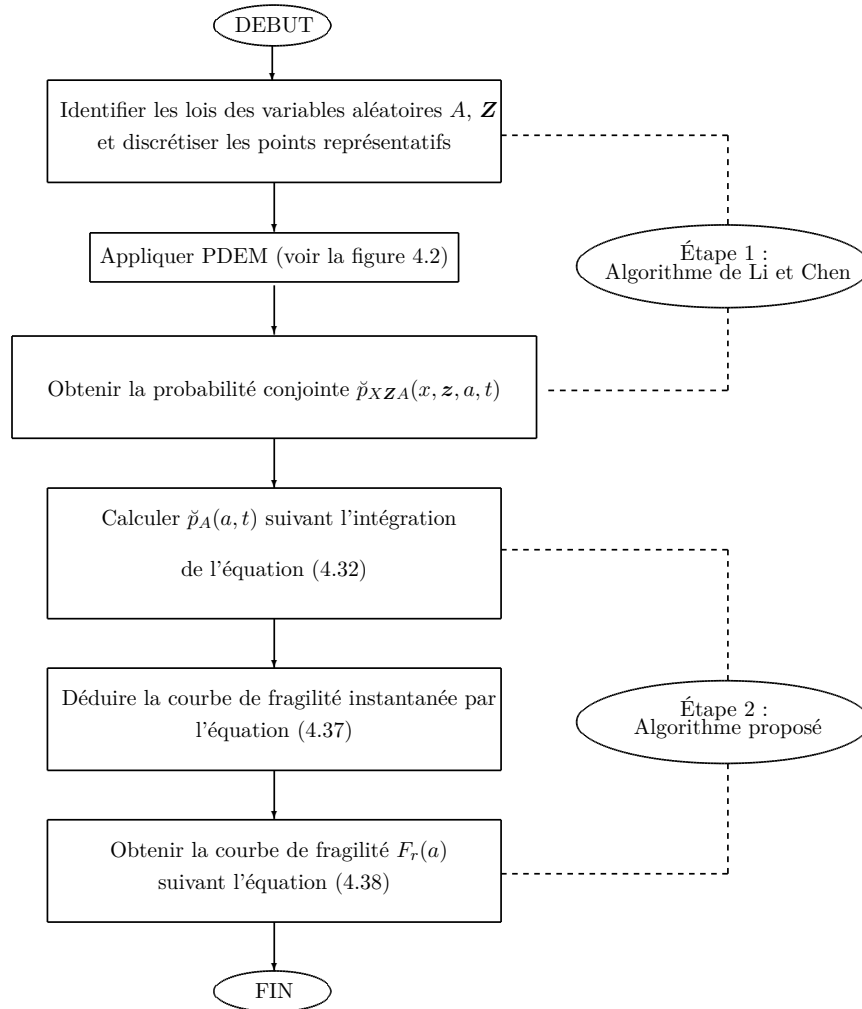 DEBUT
Identifier les lois des variables aléatoires A, Z
et discrétiser les points représentatifs
Appliquer PDEM (voir la figure 4.2)
Étape 1 :
Algorithme de Li et Chen
Obtenir la probabilité conjointe p̆_{XZA}(x, z, a, t)
Calculer p̆_A(a, t) suivant l'intégration
de l'équation (4.32)
Déduire la courbe de fragilité instantanée par
l'équation (4.37)
Étape 2 :
Algorithme proposé
Obtenir la courbe de fragilité F_r(a)
suivant l'équation (4.38)
FIN